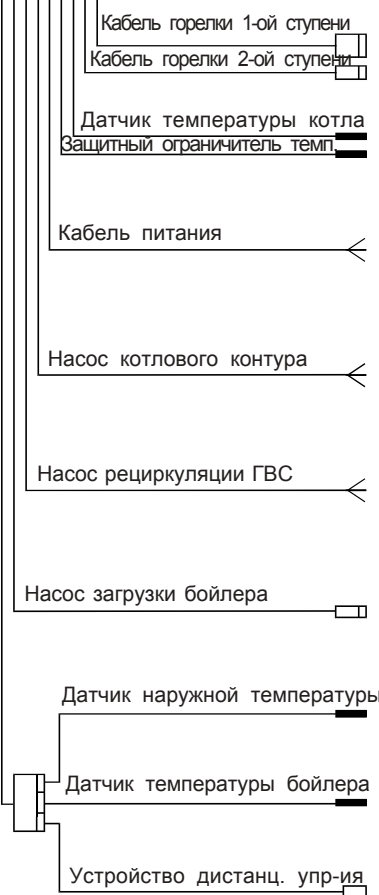 Кабель горелки 1-ой ступени
Кабель горелки 2-ой ступени
Датчик температуры котла
Защитный ограничитель темп.
Кабель питания
Насос котлового контура
Насос рециркуляции ГВС
Насос загрузки бойлера
Датчик наружной температуры
Датчик температуры бойлера
Устройство дистанц. упр-ия